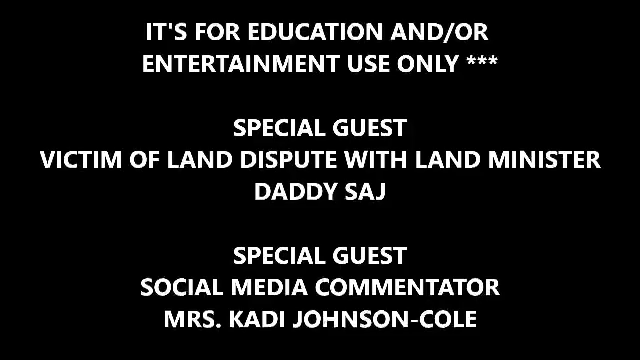 IT'S FOR EDUCATION AND/OR
ENTERTAINMENT USE ONLY ***
SPECIAL GUEST
VICTIM OF LAND DISPUTE WITH LAND MINISTER
DADDY SAJ
SPECIAL GUEST
SOCIAL MEDIA COMMENTATOR
MRS. KADI JOHNSON-COLE